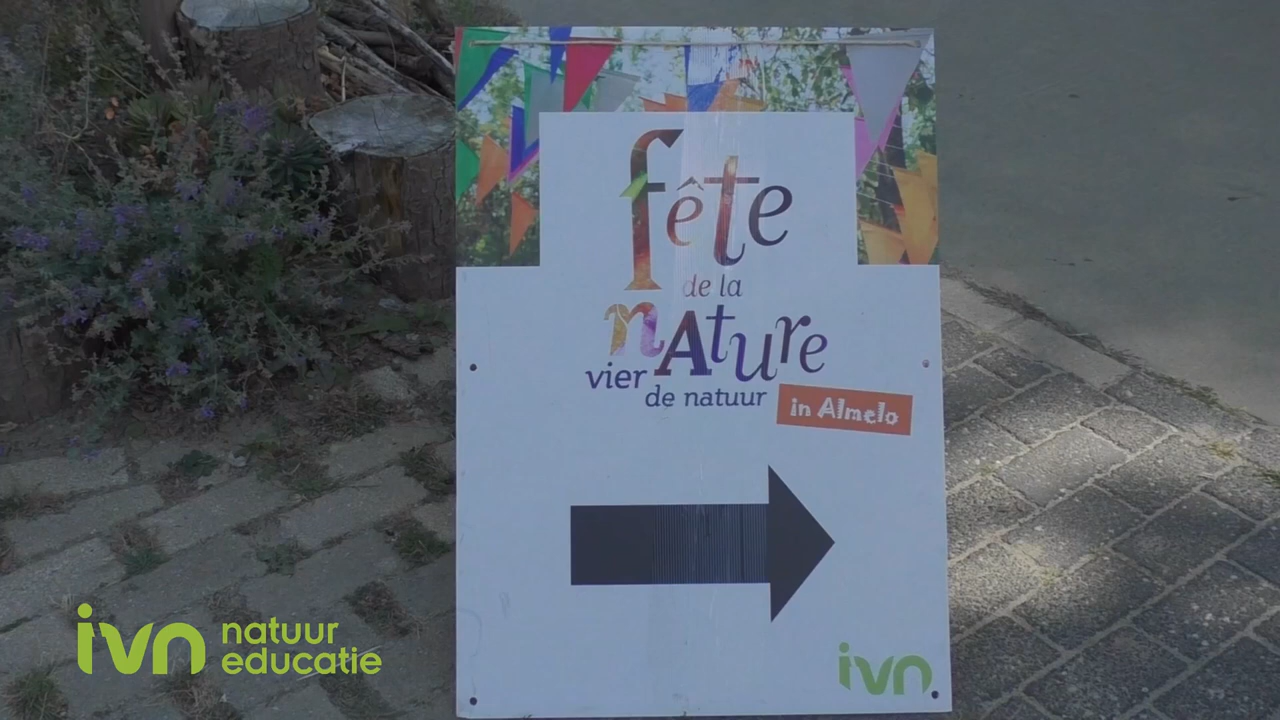 fête
de la
nAture
vier
de natuur
in Almelo
ivn
ivn natuur
educatie